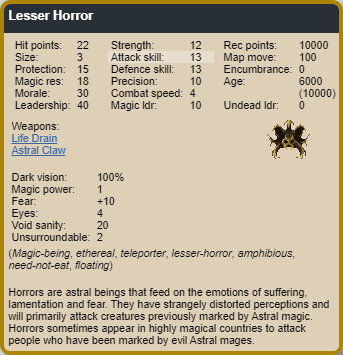 Lesser Horror
Hit points: 22 Strength: 12 Rec points: 10000
Size: 3 Attack skill: 13 Map move: 100
Protection: 15 Defence skill: 13 Encumbrance: 0
Magic res: 18 Precision: 10 Age: 6000
Morale: 30 Combat speed: 4 (10000)
Leadership: 40 Magic ldr: 10 Undead ldr: 0
Weapons:
Life Drain
Astral Claw
Dark vision: 100%
Magic power: 1
Fear: +10
Eyes: 4
Void sanity: 20
Unsurroundable: 2
(Magic-being, ethereal, teleporter, lesser-horror, amphibious,
need-not-eat, floating)
Horrors are astral beings that feed on the emotions of suffering,
lamentation and fear. They have strangely distorted perceptions and
will primarily attack creatures previously marked by Astral magic.
Horrors sometimes appear in highly magical countries to attack
people who have been marked by evil Astral mages.